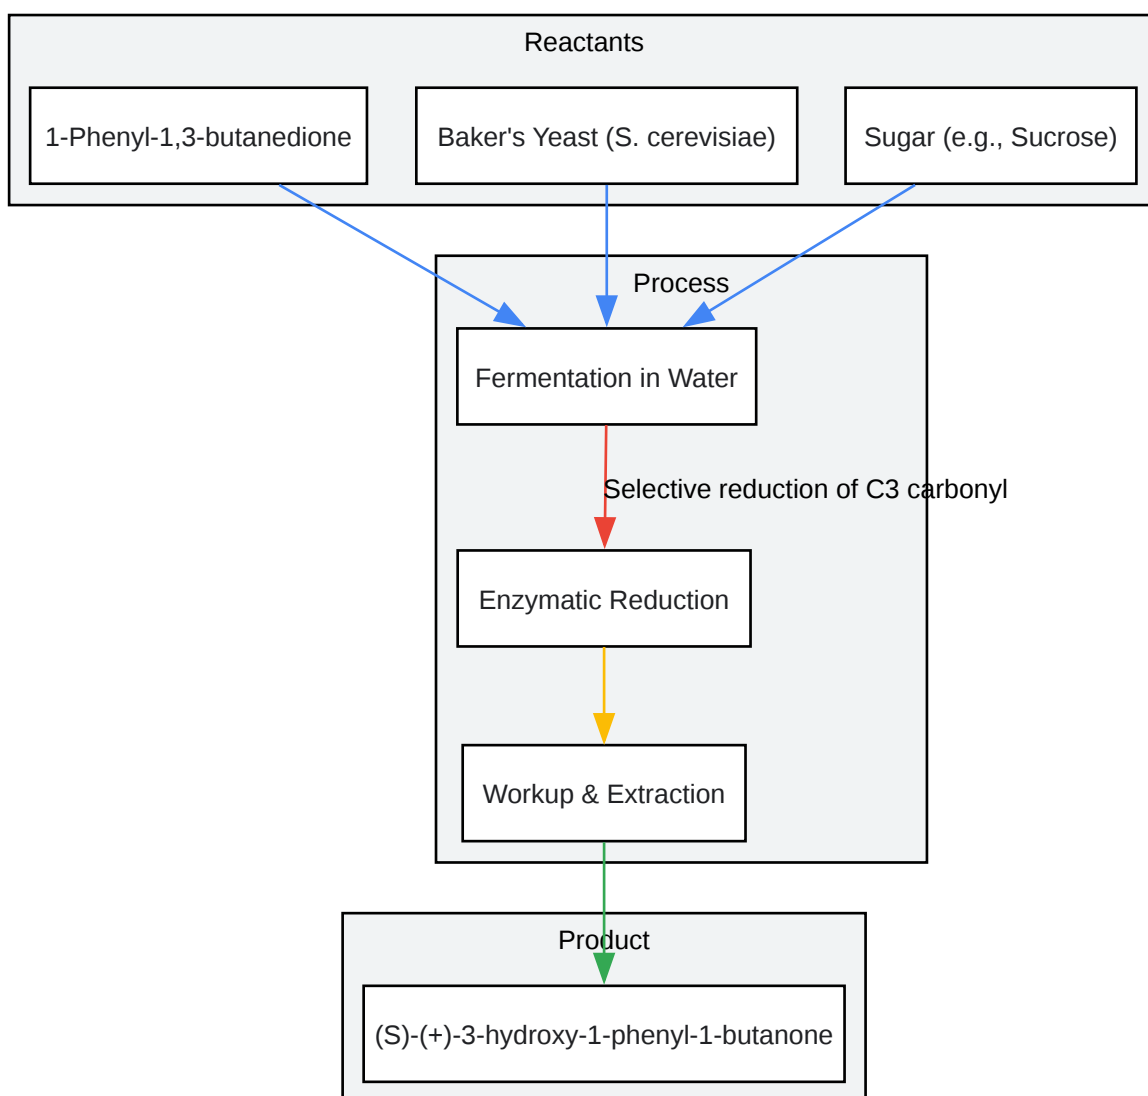 Reactants
1-Phenyl-1,3-butanedione
Baker's Yeast (S. cerevisiae)
Sugar (e.g., Sucrose)
Process
Fermentation in Water
Selective reduction of C3 carbonyl
Enzymatic Reduction
Workup & Extraction
Product
(S)-(+)-3-hydroxy-1-phenyl-1-butanone